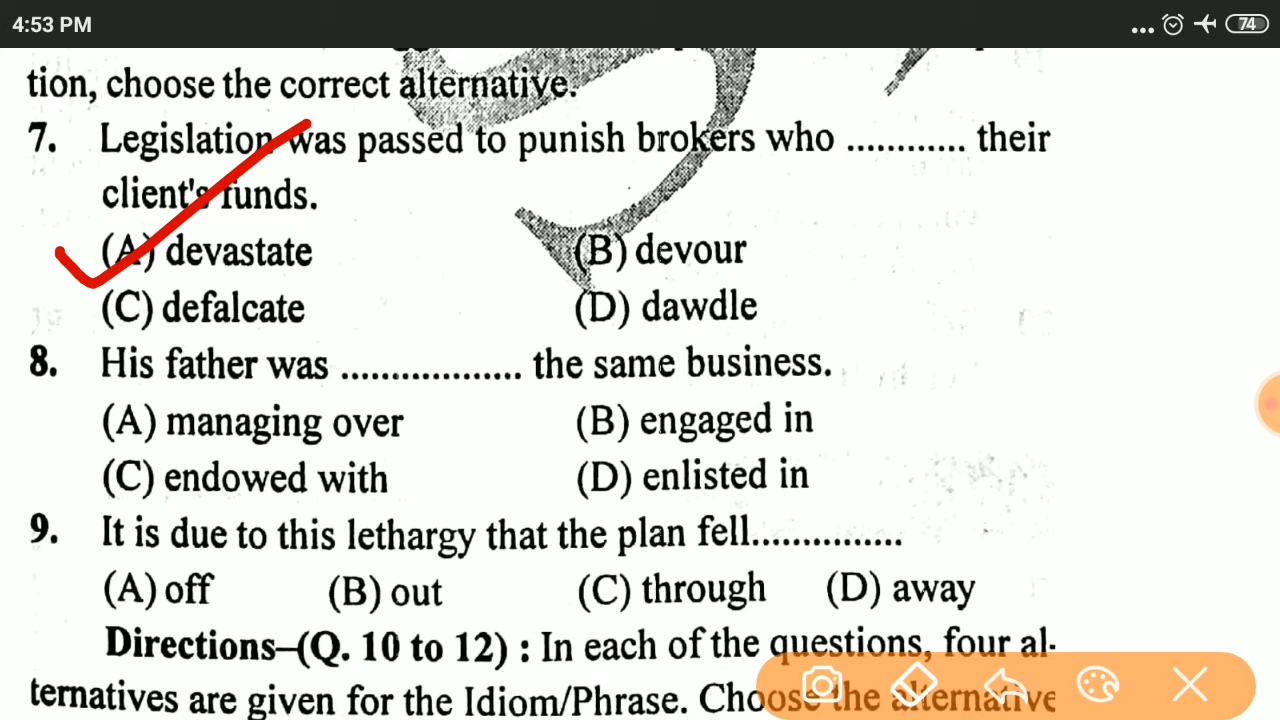 4:53 PM
74
tion, choose the correct alternative.
7. Legislation was passed to punish brokers who ............ their
client's funds.
(A) devastate (B) devour
(C) defalcate (D) dawdle
8. His father was .................. the same business.
(A) managing over (B) engaged in
(C) endowed with (D) enlisted in
9. It is due to this lethargy that the plan fell...............
(A) off (B) out (C) through (D) away
Directions–(Q. 10 to 12) : In each of the questions, four al-
ternatives are given for the Idiom/Phrase. Choose the alternative